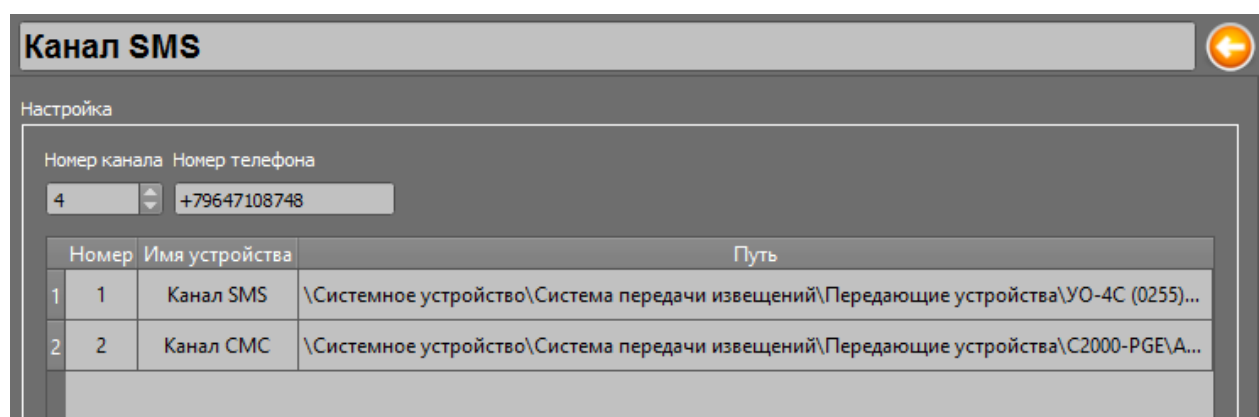 Канал SMS
Настройка
Номер канала Номер телефона
4 +79647108748
Номер Имя устройства Путь
1 1 Канал SMS \Системное устройство\Система передачи извещений\Передающие устройства\УО-4С (0255)...
2 2 Канал СМС \Системное устройство\Система передачи извещений\Передающие устройства\С2000-PGE\А...